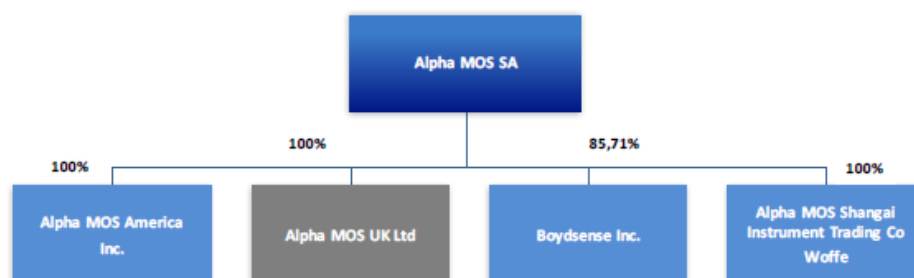 Alpha MOS SA
100%
85,71%
100%
100%
Alpha MOS America
Inc.
Alpha MOS UK Ltd
Boydsense Inc.
Alpha MOS Shangai
Instrument Trading Co
Woffe